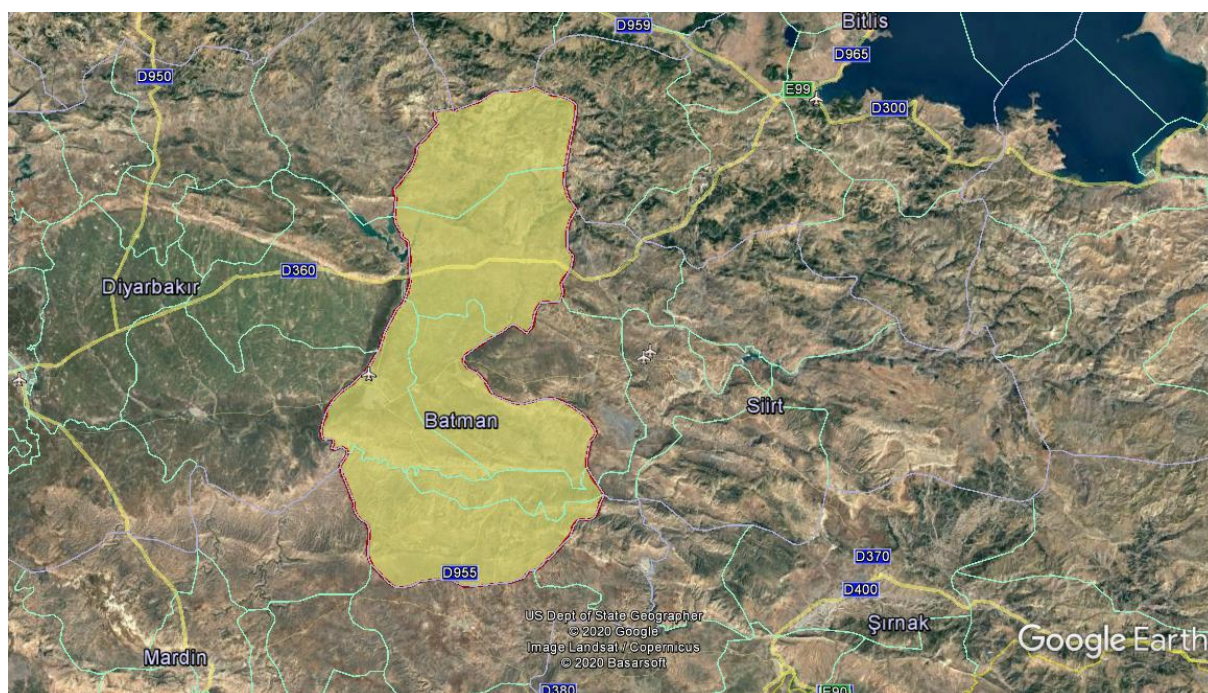 Bitlis
D959
D965
D950
E99
D300
D360
Diyarbakır
Siirt
Batman
D370
D955
D400
US Dept of State Geographer
© 2020 Google
Image Landsat / Copernicus
© 2020 Basarsoft
Şırnak
Google Earth
Mardin
D380
E90